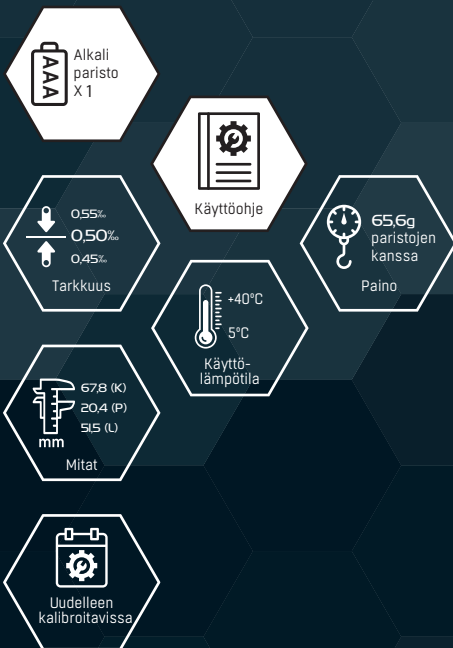 AAA
Alkali
paristo
X 1
Käyttöohje
0,55‰
0,50‰
0,45‰
Tarkkuus
65,6g
paristojen
kanssa
Paino
+40°C
5°C
Käyttö-
lämpötila
67,8 (K)
20,4 (P)
51,5 (L)
mm
Mitat
Uudelleen
kalibroitavissa